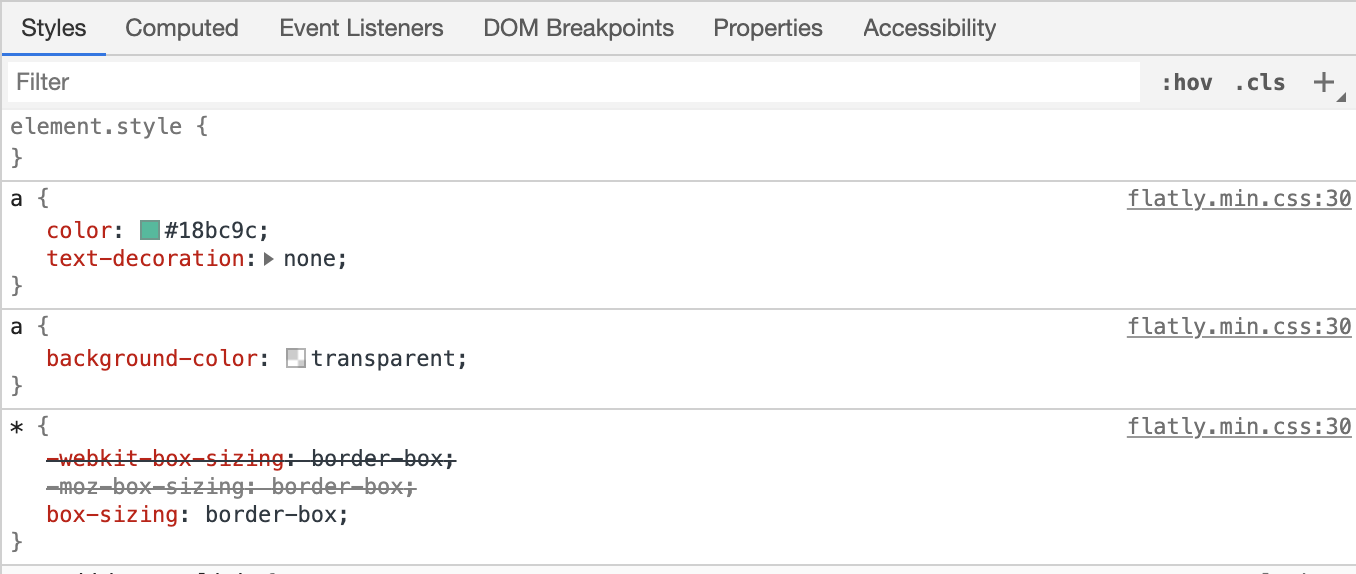 Styles Computed Event Listeners DOM Breakpoints Properties Accessibility
Filter :hov .cls +
element.style {
}
a { flatly.min.css:30
color: #18bc9c;
text-decoration: none;
}
a { flatly.min.css:30
background-color: transparent;
}
* { flatly.min.css:30
-webkit-box-sizing: border-box;
-moz-box-sizing: border-box;
box-sizing: border-box;
}